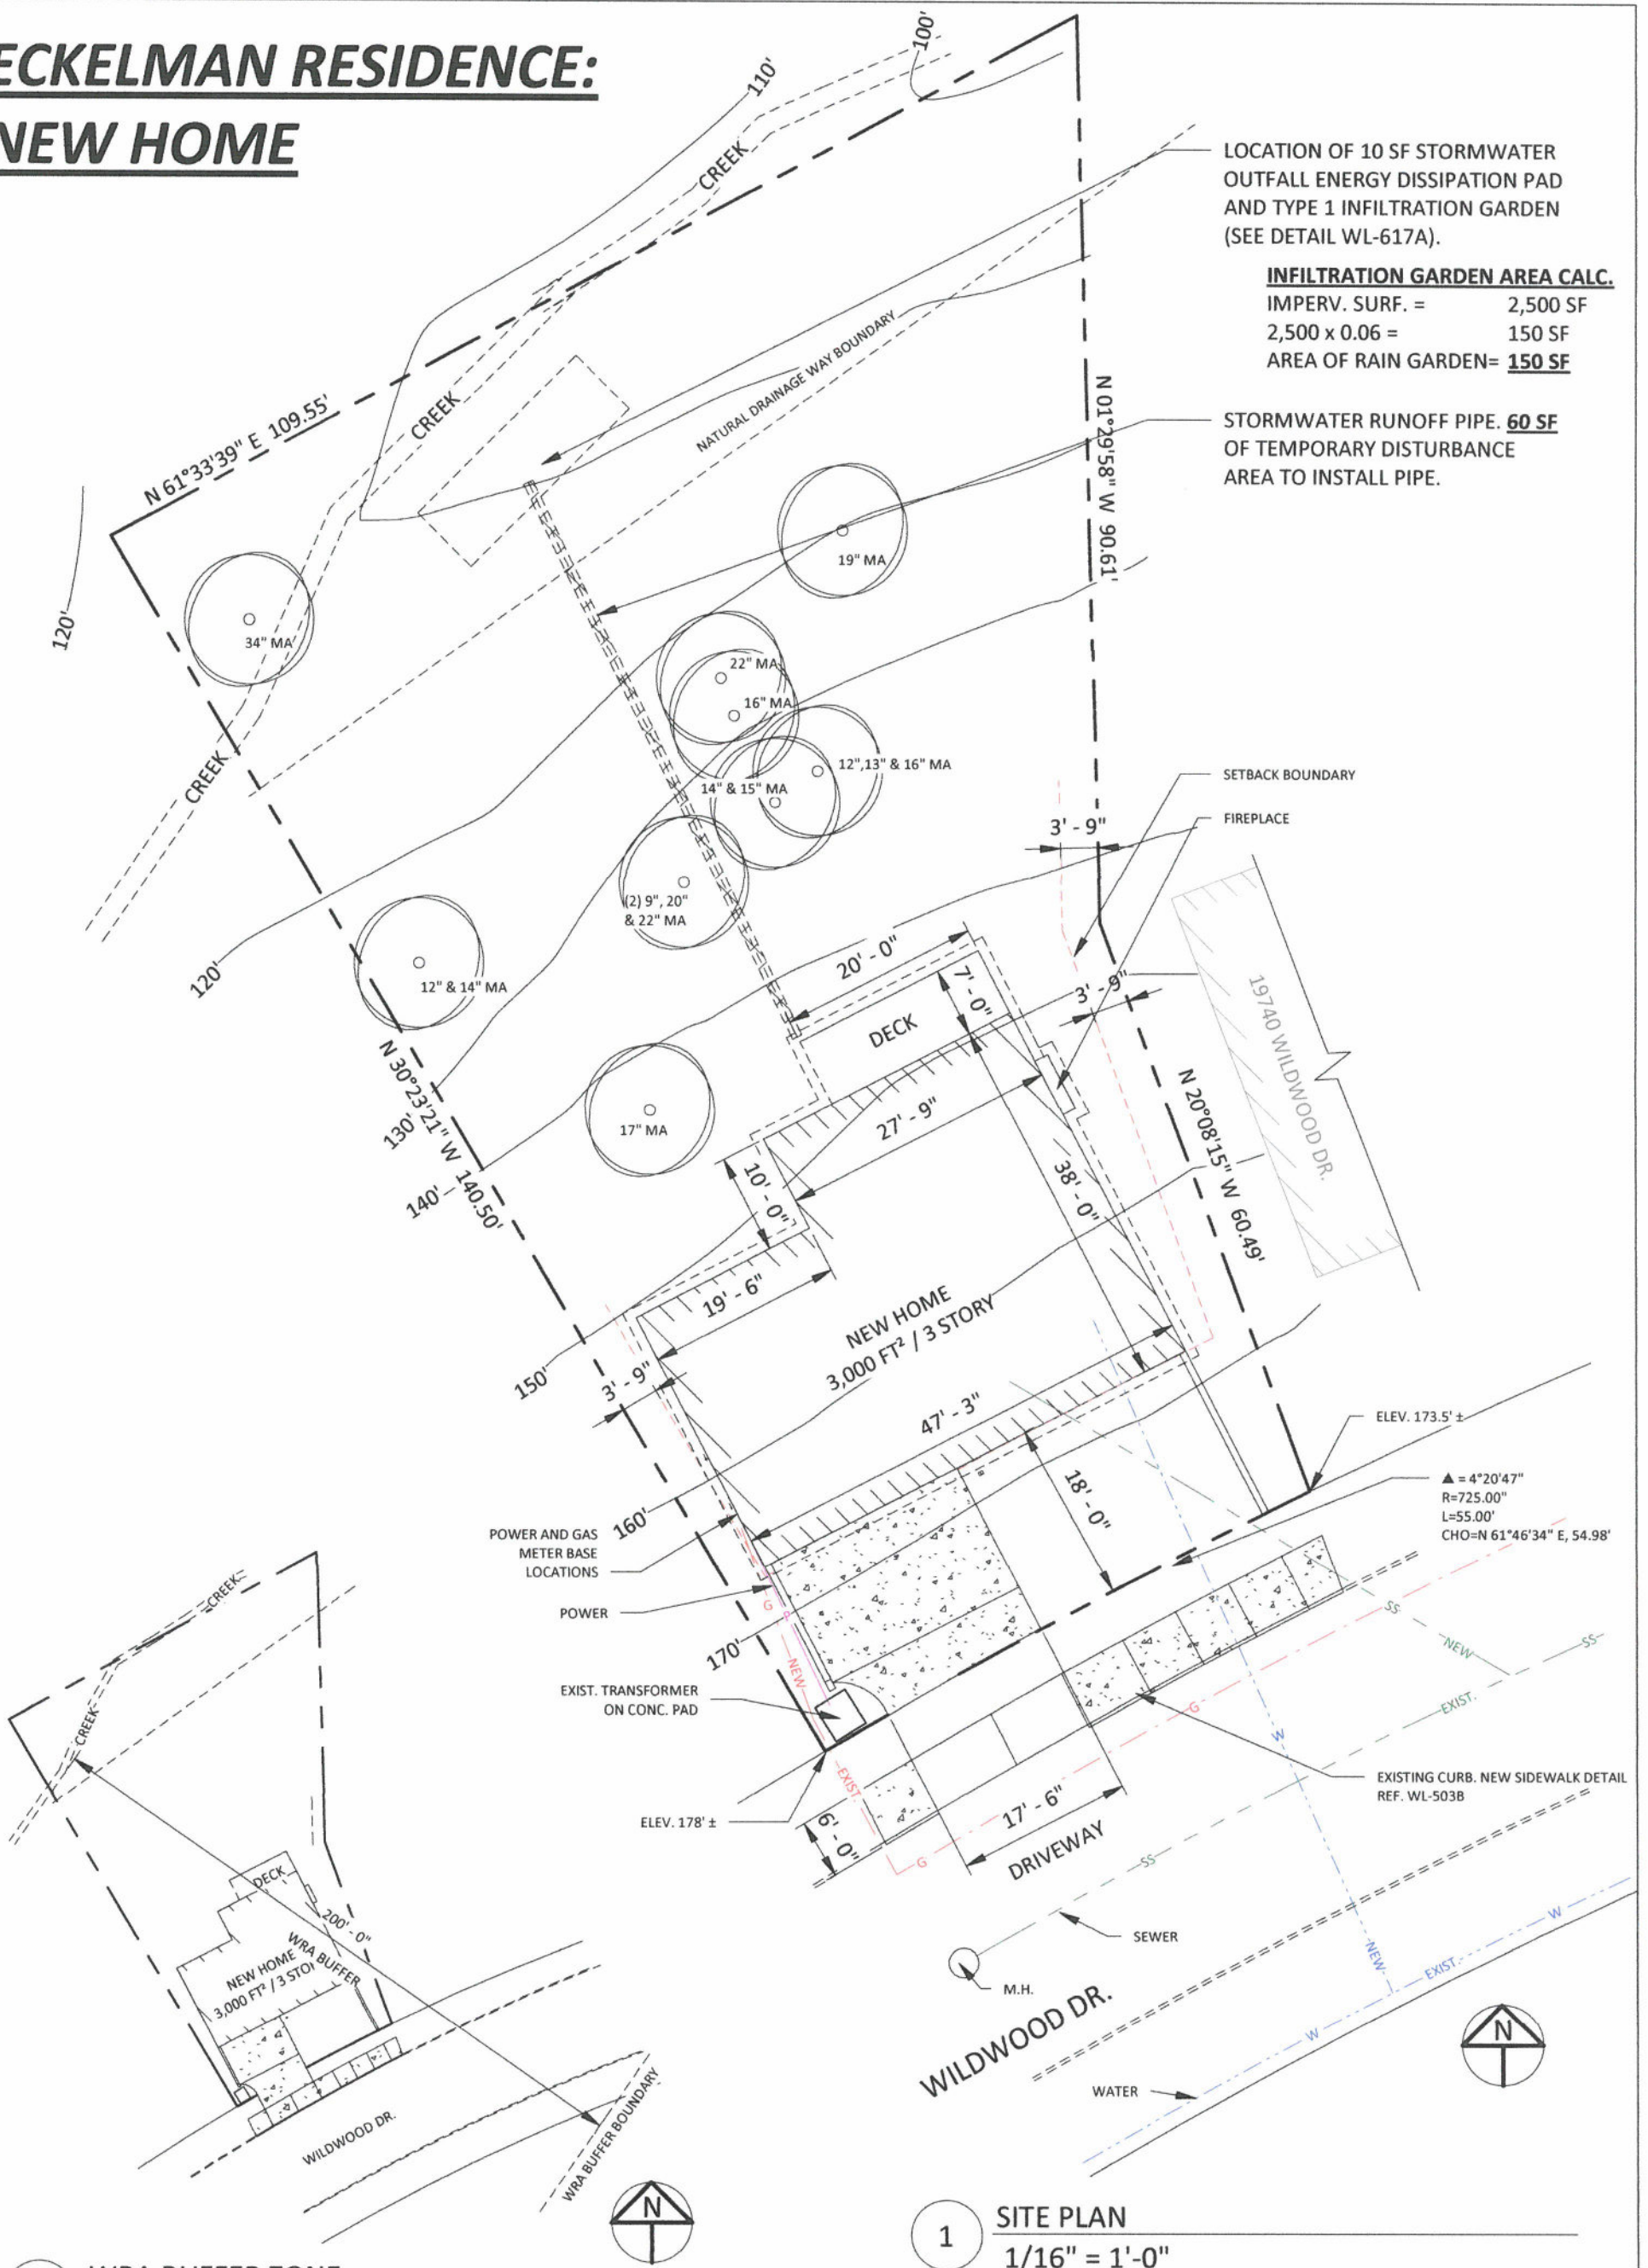 ECKELMAN RESIDENCE:
NEW HOME
100'
110'
CREEK
LOCATION OF 10 SF STORMWATER
OUTFALL ENERGY DISSIPATION PAD
AND TYPE 1 INFILTRATION GARDEN
(SEE DETAIL WL-617A).
INFILTRATION GARDEN AREA CALC.
IMPERV. SURF. = 2,500 SF
2,500 x 0.06 = 150 SF
AREA OF RAIN GARDEN= 150 SF
NATURAL DRAINAGE WAY BOUNDARY
N 61°33'39" E 109.55'
CREEK
N 01°29'58" W 90.61'
STORMWATER RUNOFF PIPE. 60 SF
OF TEMPORARY DISTURBANCE
AREA TO INSTALL PIPE.
19" MA
120'
34" MA
22" MA
16" MA
12",13" & 16" MA
14" & 15" MA
CREEK
SETBACK BOUNDARY
FIREPLACE
3' - 9"
(2) 9", 20"
& 22" MA
120'
12" & 14" MA
20' - 0"
7' - 0"
DECK
3' - 9"
19740 WILDWOOD DR.
N 30°23'21" W 140.50'
130'
140'
17" MA
27' - 9"
10' - 0"
38' - 0"
N 20°08'15" W 60.49'
19' - 6"
NEW HOME
3,000 FT² / 3 STORY
150'
3' - 9"
47' - 3"
ELEV. 173.5' ±
18' - 0"
▲ = 4°20'47"
R=725.00"
L=55.00'
CHO=N 61°46'34" E, 54.98'
160'
POWER AND GAS
METER BASE
LOCATIONS
POWER
G
P
NEW
170'
EXIST. TRANSFORMER
ON CONC. PAD
SS
NEW
SS
EXIST.
G
W
EXIST.
EXISTING CURB. NEW SIDEWALK DETAIL
REF. WL-503B
ELEV. 178' ±
6' - 0"
G
17' - 6"
DRIVEWAY
SS
SEWER
M.H.
NEW
EXIST.
W
W
WILDWOOD DR.
WATER
N
CREEK
CREEK
DECK
200' - 0"
WRA BUFFER
NEW HOME
3,000 FT² / 3 STO
WILDWOOD DR.
WRA BUFFER BOUNDARY
N
1
SITE PLAN
1/16" = 1'-0"
WRA BUFFER ZONE